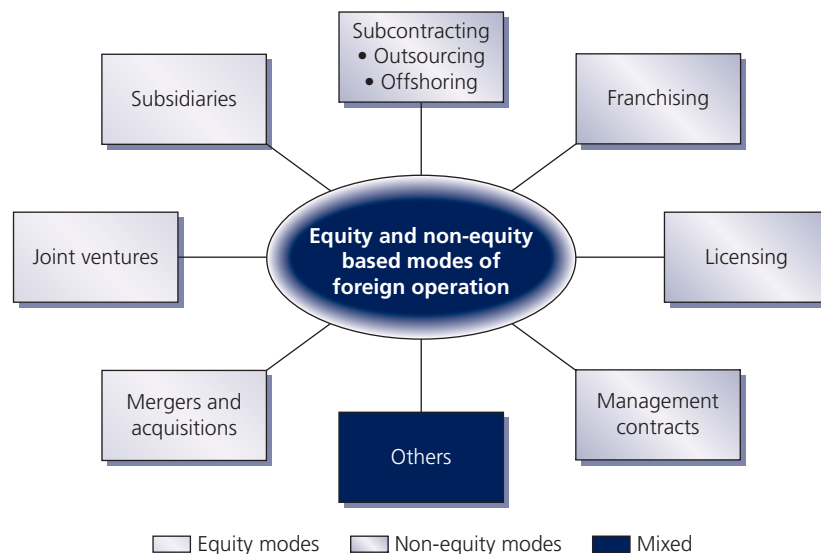 Subcontracting
• Outsourcing
• Offshoring
Subsidiaries
Franchising
Joint ventures
Equity and non-equity
based modes of
foreign operation
Licensing
Mergers and
acquisitions
Others
Management
contracts
Equity modes
Non-equity modes
Mixed